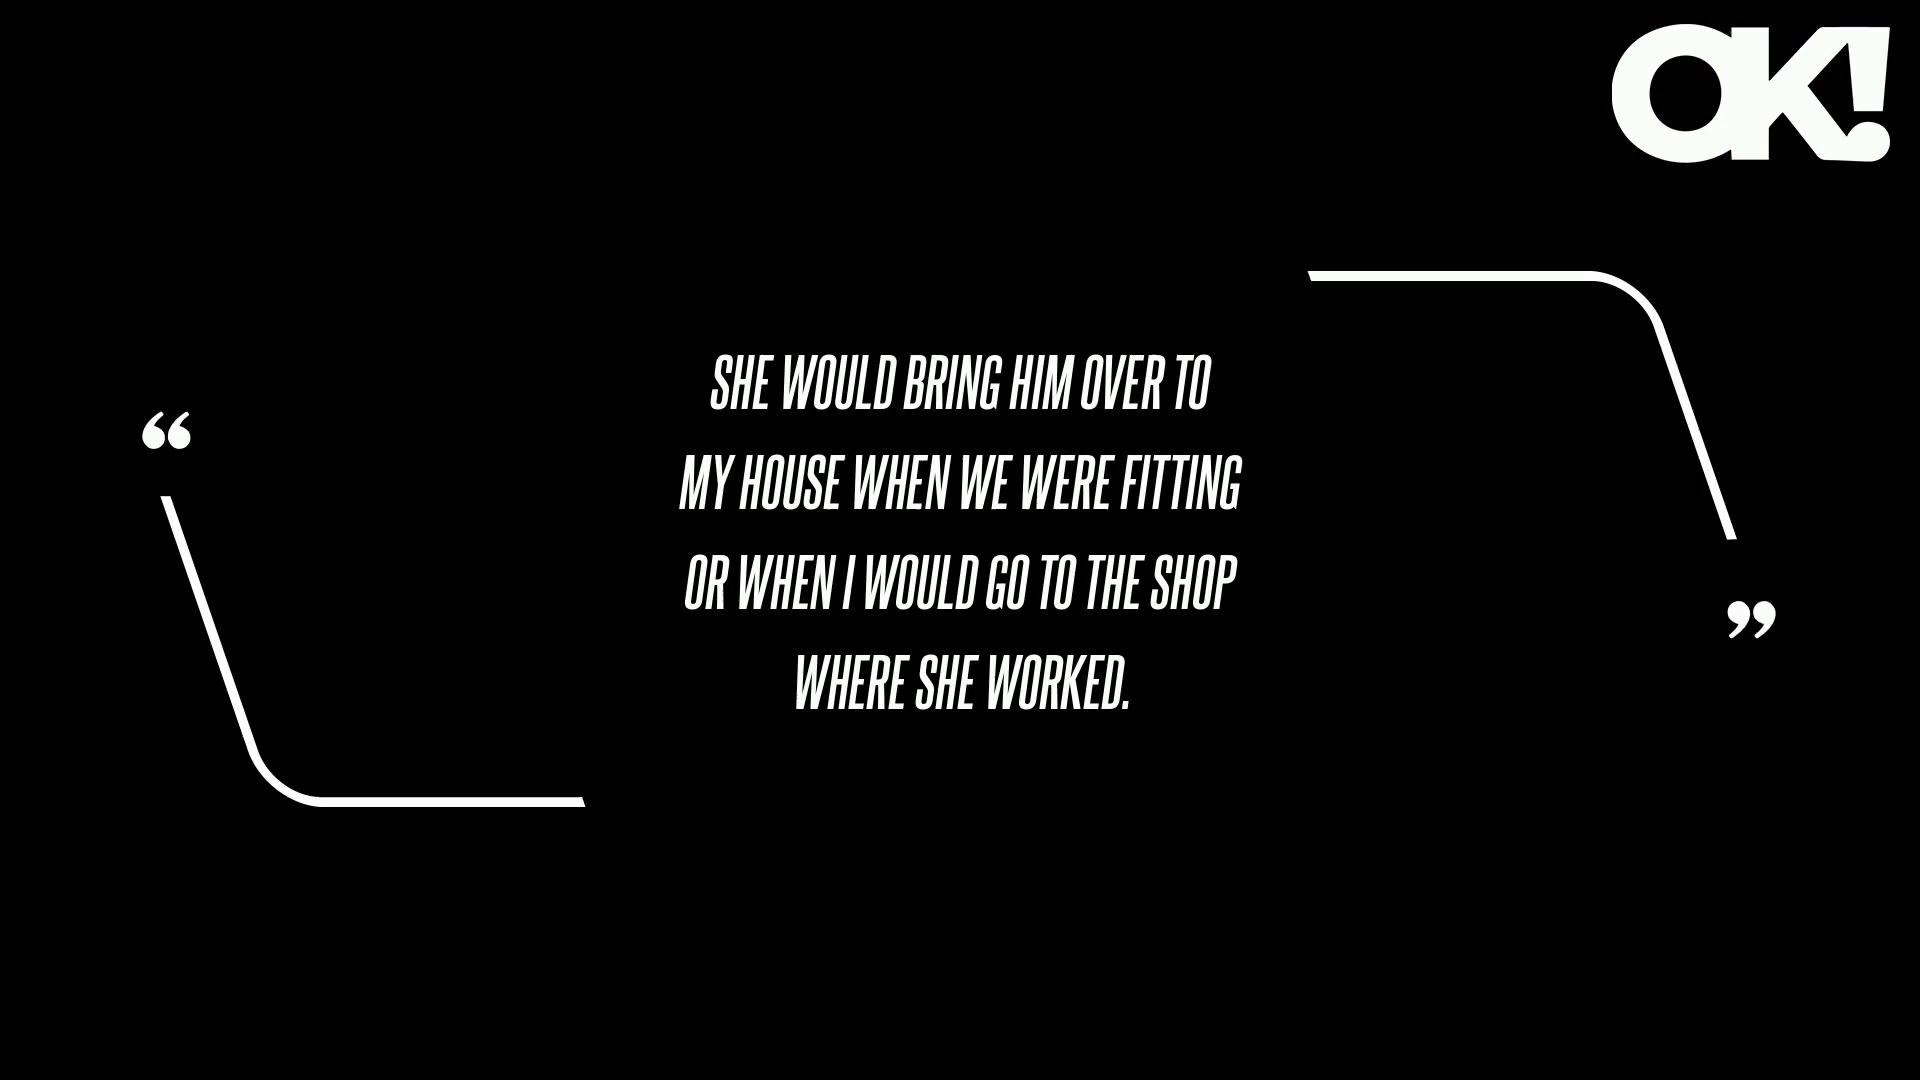 OK!
“
SHE WOULD BRING HIM OVER TO
MY HOUSE WHEN WE WERE FITTING
OR WHEN I WOULD GO TO THE SHOP
WHERE SHE WORKED.
”